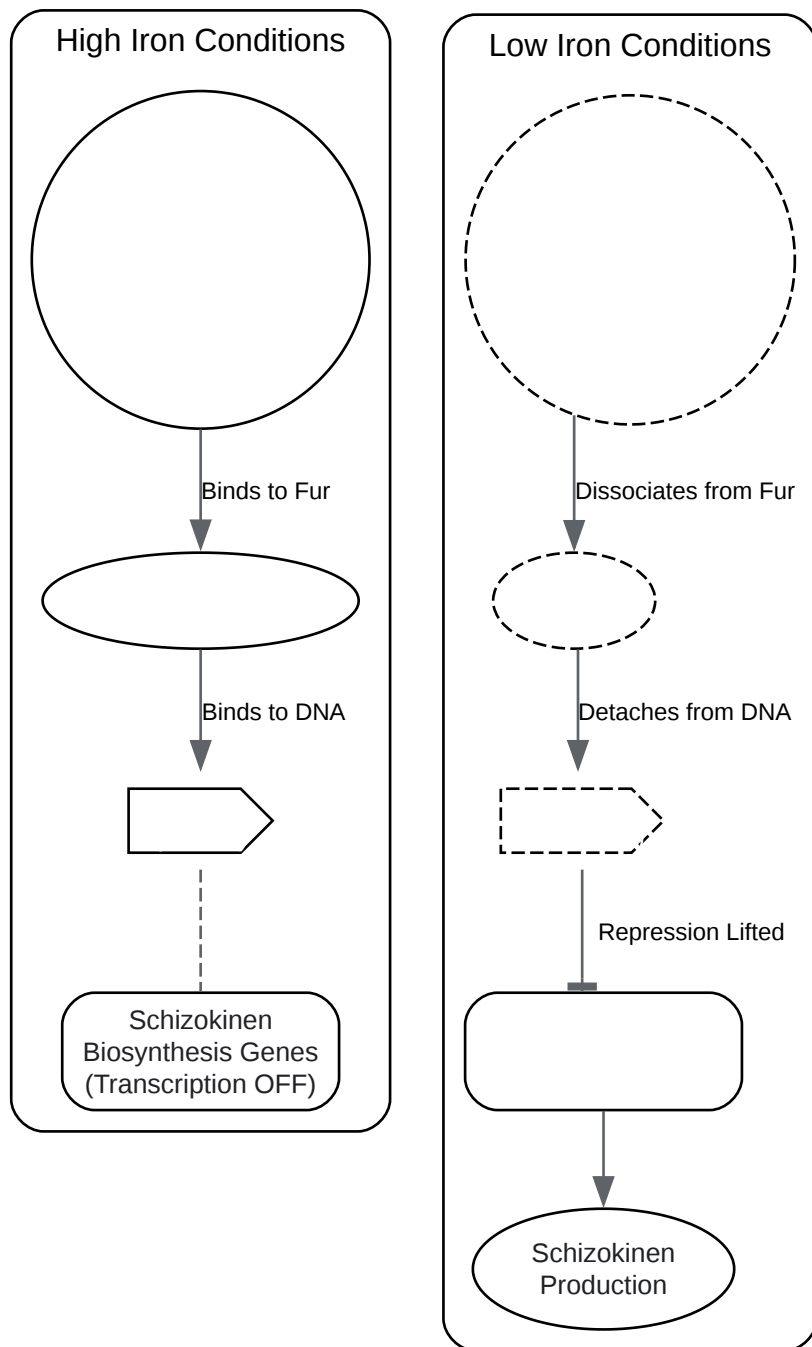 High Iron Conditions
Binds to Fur
Binds to DNA
Schizokinen
Biosynthesis Genes
(Transcription OFF)
Low Iron Conditions
Dissociates from Fur
Detaches from DNA
Repression Lifted
Schizokinen
Production